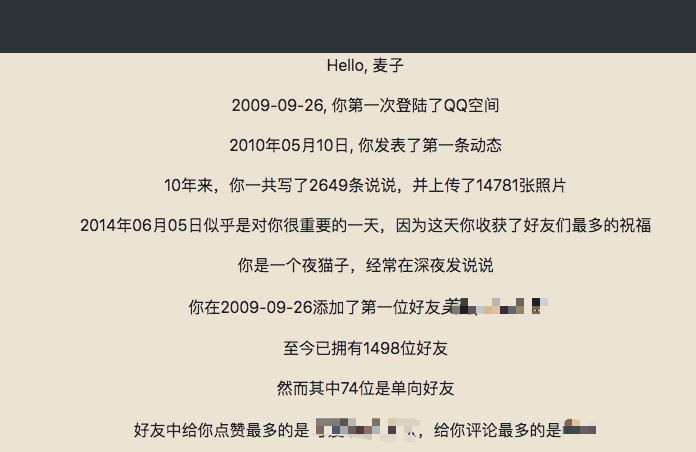 Hello, 麦子
2009-09-26, 你第一次登陆了QQ空间
2010年05月10日, 你发表了第一条动态
10年来，你一共写了2649条说说，并上传了14781张照片
2014年06月05日似乎是对你很重要的一天，因为这天你收获了好友们最多的祝福
你是一个夜猫子，经常在深夜发说说
你在2009-09-26添加了第一位好友
至今已拥有1498位好友
然而其中74位是单向好友
好友中给你点赞最多的是 ，给你评论最多的是